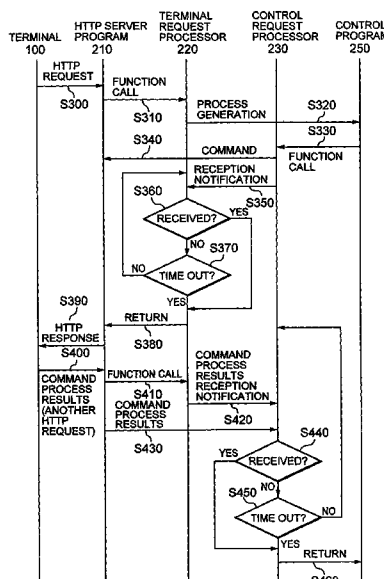 TERMINAL
100
HTTP SERVER
PROGRAM
210
TERMINAL
REQUEST
PROCESSOR
220
CONTROL
REQUEST
PROCESSOR
230
CONTROL
PROGRAM
250
HTTP
REQUEST
S300
FUNCTION
CALL
S310
PROCESS
GENERATION
S320
S330
FUNCTION
CALL
S340
COMMAND
RECEPTION
NOTIFICATION
S350
S360
RECEIVED?
YES
NO
S370
TIME OUT?
NO
YES
S390
HTTP
RESPONSE
RETURN
S380
S400
COMMAND
PROCESS
RESULTS
(ANOTHER
HTTP
REQUEST)
FUNCTION CALL
S410
COMMAND
PROCESS
RESULTS
S430
COMMAND
PROCESS
RESULTS
RECEPTION
NOTIFICATION
S420
S440
YES
RECEIVED?
NO
S450
TIME OUT?
NO
YES
RETURN